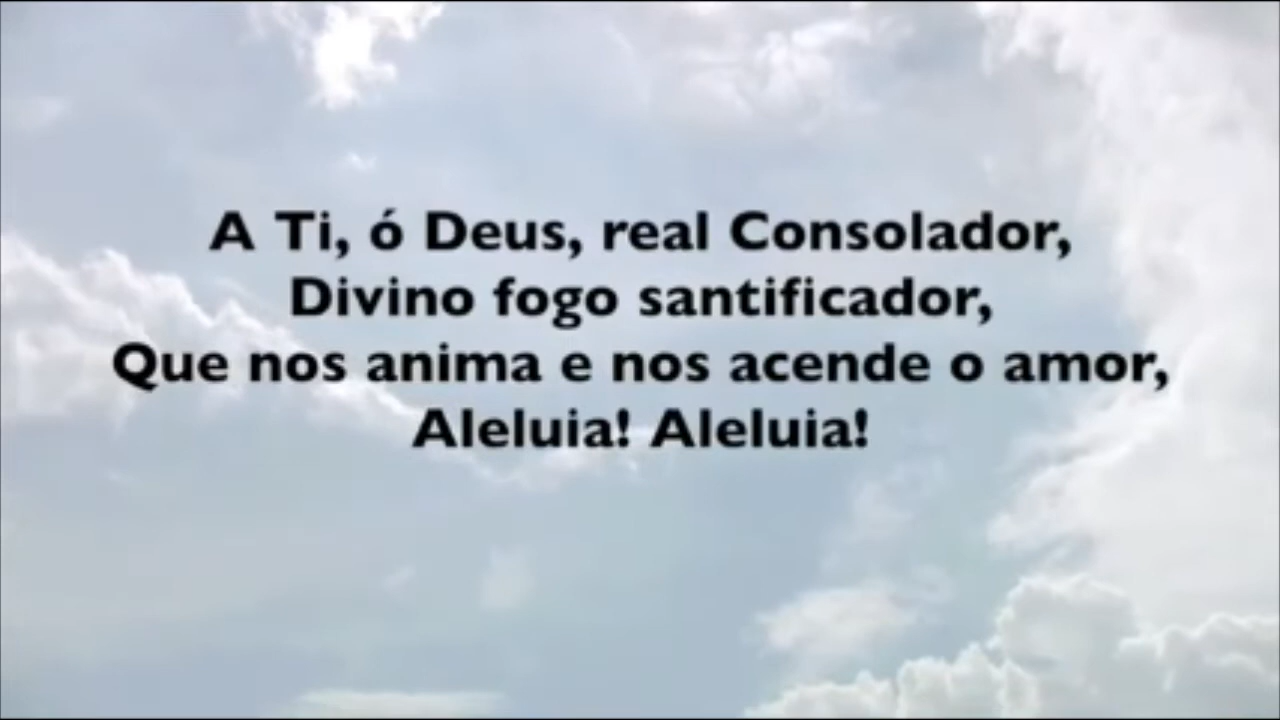 A Ti, ó Deus, real Consolador,
Divino fogo santificador,
Que nos anima e nos acende o amor,
Aleluia! Aleluia!